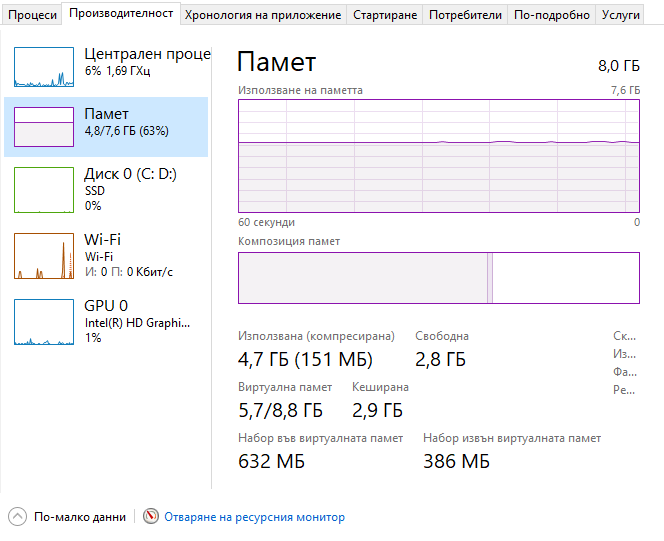 Процеси Производителност Хронология на приложение Стартиране Потребители По-подробно Услуги
Централен проце
6% 1,69 ГХц
Памет
4,8/7,6 ГБ (63%)
Диск 0 (C: D:)
SSD
0%
Wi-Fi
Wi-Fi
И: 0 П: 0 Кбит/с
GPU 0
Intel(R) HD Graphi...
1%
Памет 8,0 ГБ
Използване на паметта 7,6 ГБ
60 секунди 0
Композиция памет
Използвана (компресирана) Свободна
4,7 ГБ (151 МБ) 2,8 ГБ
Виртуална памет Кеширана
5,7/8,8 ГБ 2,9 ГБ
Набор във виртуалната памет Набор извън виртуалната памет
632 МБ 386 МБ
Ск...
Из...
Фа...
Ре...
По-малко данни Отваряне на ресурсния монитор